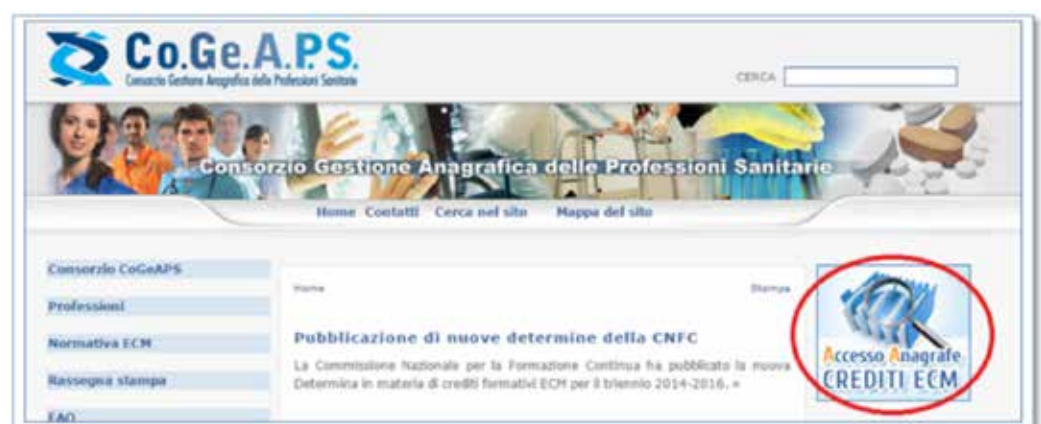 Co.Ge.A.P.S.
Consorzio Gestione Anagrafica delle Professioni Sanitarie
CERCA
Consorzio Gestione Anagrafica delle Professioni Sanitarie
Home Contatti Cerca nel sito Mappa del sito
Consorzio CoGeAPS
Professioni
Normativa ECM
Rassegna stampa
FAQ
Home
Stampa
Pubblicazione di nuove determine della CNFC
La Commissione Nazionale per la Formazione Continua ha pubblicato la nuova
Determina in materia di crediti formativi ECM per il triennio 2014-2016. »
Accesso Anagrafe
CREDITI ECM